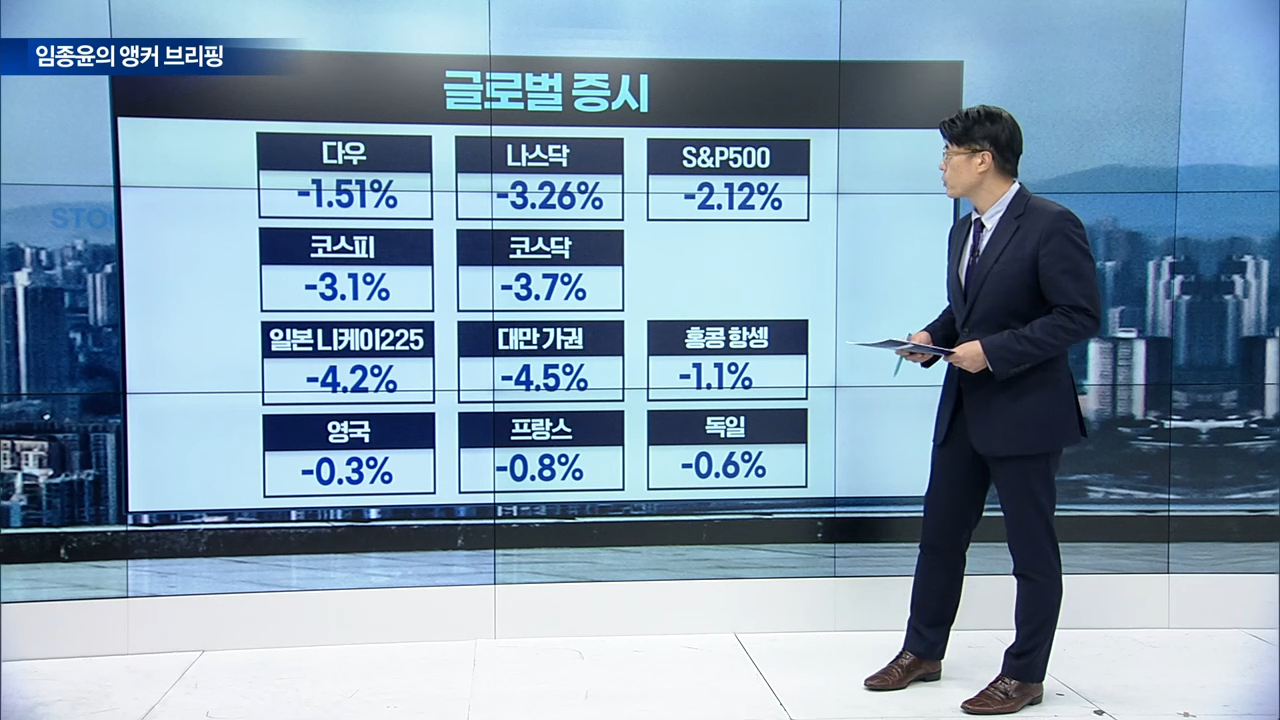 임종윤의 앵커 브리핑
글로벌 증시
다우
나스닥
S&P500
-1.51%
-3.26%
-2.12%
코스피
코스닥
-3.1%
-3.7%
일본 니케이225
대만 가권
홍콩 항셍
-4.2%
-4.5%
-1.1%
영국
프랑스
독일
-0.3%
-0.8%
-0.6%